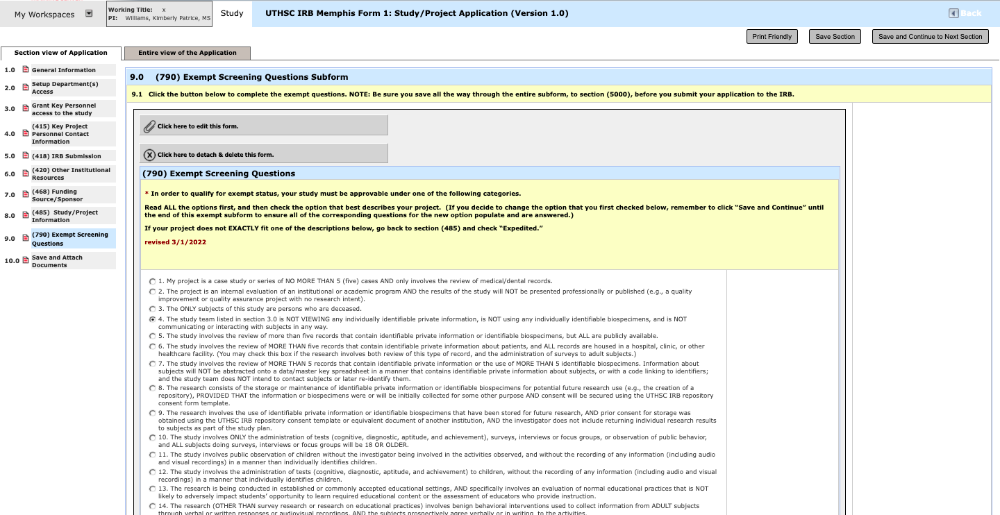 My Workspaces
Working Title: x
PI: Williams, Kimberly Patrice, MS
Study
UTHSC IRB Memphis Form 1: Study/Project Application (Version 1.0)
Back
Print Friendly
Save Section
Save and Continue to Next Section
Section view of Application
Entire view of the Application
1.0 General Information
2.0 Setup Department(s)
Access
3.0 Grant Key Personnel
access to the study
4.0 (415) Key Project
Personnel Contact
Information
5.0 (418) IRB Submission
6.0 (420) Other Institutional
Resources
7.0 (468) Funding
Source/Sponsor
8.0 (485) Study/Project
Information
9.0 (790) Exempt Screening
Questions
10.0 Save and Attach
Documents
9.0 (790) Exempt Screening Questions Subform
9.1 Click the button below to complete the exempt questions. NOTE: Be sure you save all the way through the entire subform, to section (5000), before you submit your application to the IRB.
Click here to edit this form.
Click here to detach & delete this form.
(790) Exempt Screening Questions
* In order to qualify for exempt status, your study must be approvable under one of the following categories.
Read ALL the options first, and then check the option that best describes your project. (If you decide to change the option that you first checked below, remember to click “Save and Continue” until
the end of this exempt subform to ensure all of the corresponding questions for the new option populate and are answered.)
If your project does not EXACTLY fit one of the descriptions below, go back to section (485) and check “Expedited.”
revised 3/1/2022
1. My project is a case study or series of NO MORE THAN 5 (five) cases AND only involves the review of medical/dental records.
2. The project is an internal evaluation of an institutional or academic program AND the results of the study will NOT be presented professionally or published (e.g., a quality
improvement or quality assurance project with no research intent).
3. The ONLY subjects of this study are persons who are deceased.
4. The study team listed in section 3.0 is NOT VIEWING any individually identifiable private information, is NOT using any individually identifiable biospecimens, and is NOT
communicating or interacting with subjects in any way.
5. The study involves the review of more than five records that contain identifiable private information or identifiable biospecimens, but ALL are publicly available.
6. The study involves the review of MORE THAN five records that contain identifiable private information about patients, and ALL records are housed in a hospital, clinic, or other
healthcare facility. (You may check this box if the research involves both review of this type of record, and the administration of surveys to adult subjects.)
7. The study involves the review of MORE THAN 5 records that contain identifiable private information or the use of MORE THAN 5 identifiable biospecimens. Information about
subjects will NOT be abstracted onto a data/master key spreadsheet in a manner that contains identifiable private information about subjects, or with a code linking to identifiers;
and the study team does NOT intend to contact subjects or later re-identify them.
8. The research consists of the storage or maintenance of identifiable private information or identifiable biospecimens for potential future research use (e.g., the creation of a
repository), PROVIDED THAT the information or biospecimens were or will be initially collected for some other purpose AND consent will be secured using the UTHSC IRB repository
consent form template.
9. The research involves the use of identifiable private information or identifiable biospecimens that have been stored for future research, AND prior consent for storage was
obtained using the UTHSC IRB repository consent template or equivalent document of another institution, AND the investigator does not include returning individual research results
to subjects as part of the study plan.
10. The study involves ONLY the administration of tests (cognitive, diagnostic, aptitude, and achievement), surveys, interviews or focus groups, or observation of public behavior,
and ALL subjects doing surveys, interviews or focus groups will be 18 OR OLDER.
11. The study involves public observation of children without the investigator being involved in the activities observed, and without the recording of any information (including audio
and visual recordings) in a manner than individually identifies children.
12. The study involves the administration of tests (cognitive, diagnostic, aptitude, and achievement) to children, without the recording of any information (including audio and visual
recordings) in a manner that individually identifies children.
13. The research is being conducted in established or commonly accepted educational settings, AND specifically involves an evaluation of normal educational practices that is NOT
likely to adversely impact students’ opportunity to learn required educational content or the assessment of educators who provide instruction.
14. The research (OTHER THAN survey research or research on educational practices) involves benign behavioral interventions used to collect information from ADULT subjects
through verbal or written responses or audiovisual recordings, AND the subjects prospectively agree verbally or in writing, to the activities.